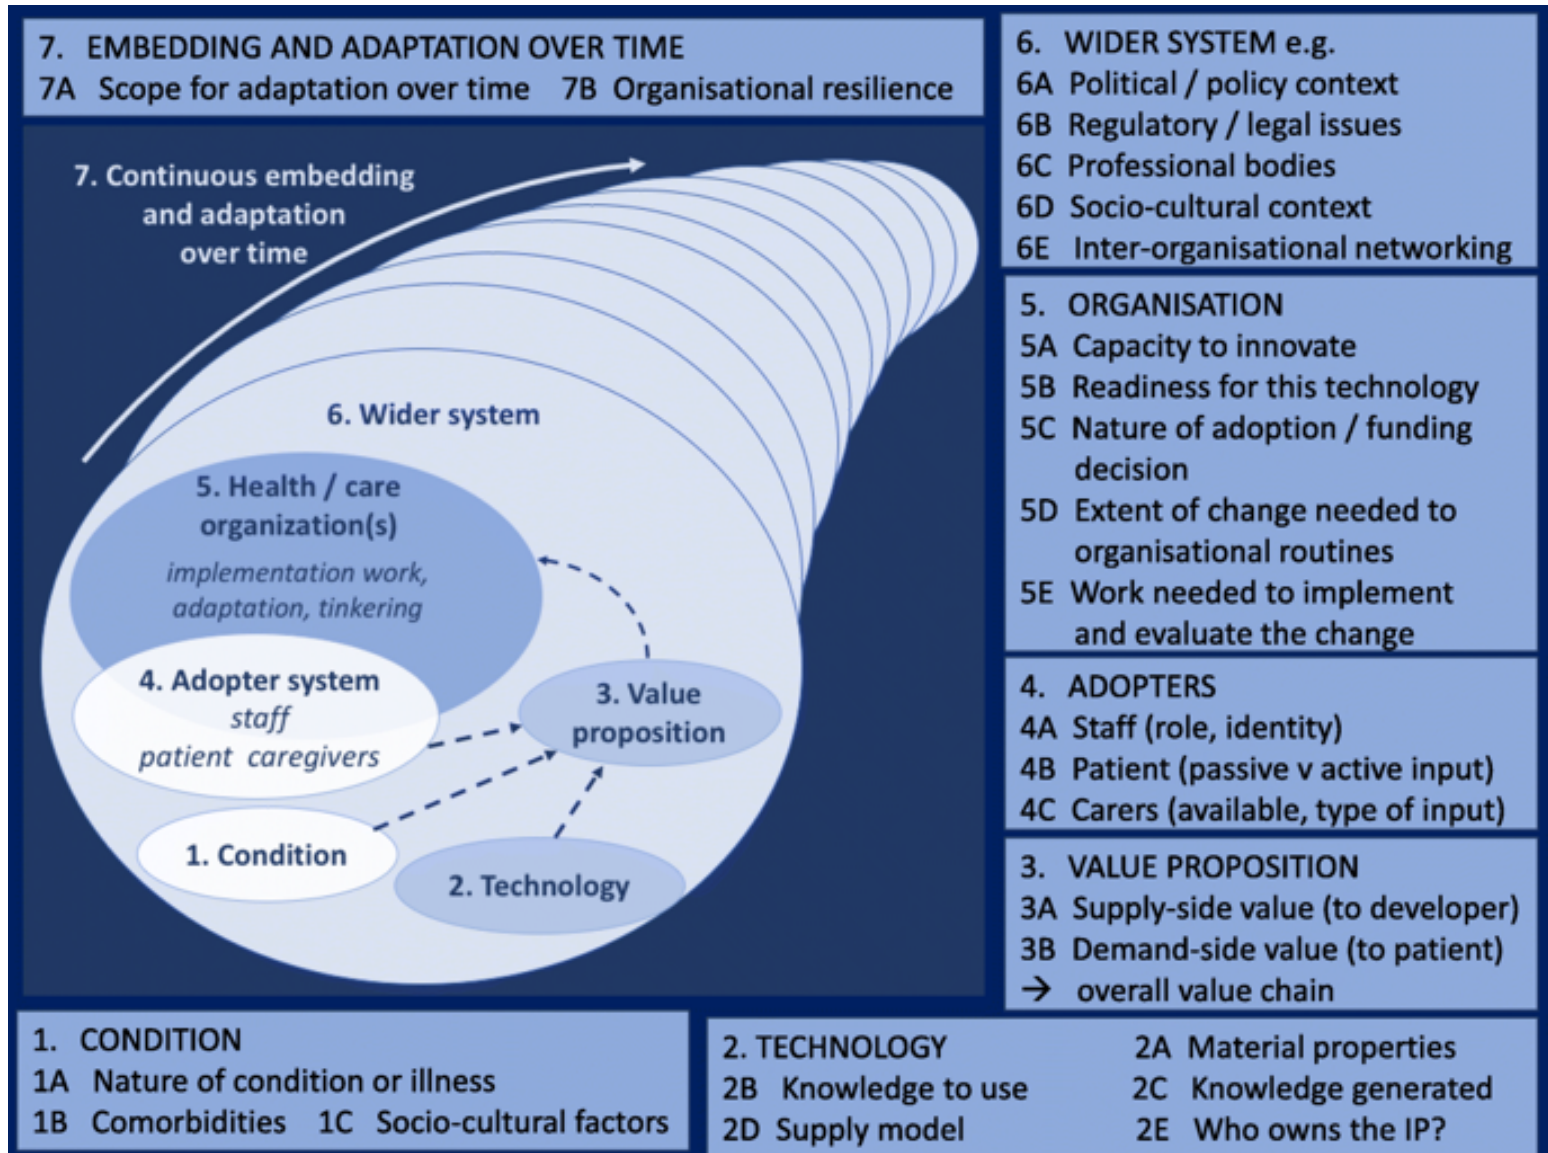 7. EMBEDDING AND ADAPTATION OVER TIME
7A Scope for adaptation over time 7B Organisational resilience
7. Continuous embedding
and adaptation
over time
6. Wider system
5. Health / care
organization(s)
implementation work,
adaptation, tinkering
4. Adopter system
staff
patient caregivers
3. Value
proposition
1. Condition
2. Technology
6. WIDER SYSTEM e.g.
6A Political / policy context
6B Regulatory / legal issues
6C Professional bodies
6D Socio-cultural context
6E Inter-organisational networking
5. ORGANISATION
5A Capacity to innovate
5B Readiness for this technology
5C Nature of adoption / funding
decision
5D Extent of change needed to
organisational routines
5E Work needed to implement
and evaluate the change
4. ADOPTERS
4A Staff (role, identity)
4B Patient (passive v active input)
4C Carers (available, type of input)
3. VALUE PROPOSITION
3A Supply-side value (to developer)
3B Demand-side value (to patient)
→ overall value chain
1. CONDITION
1A Nature of condition or illness
1B Comorbidities 1C Socio-cultural factors
2. TECHNOLOGY 2A Material properties
2B Knowledge to use 2C Knowledge generated
2D Supply model 2E Who owns the IP?